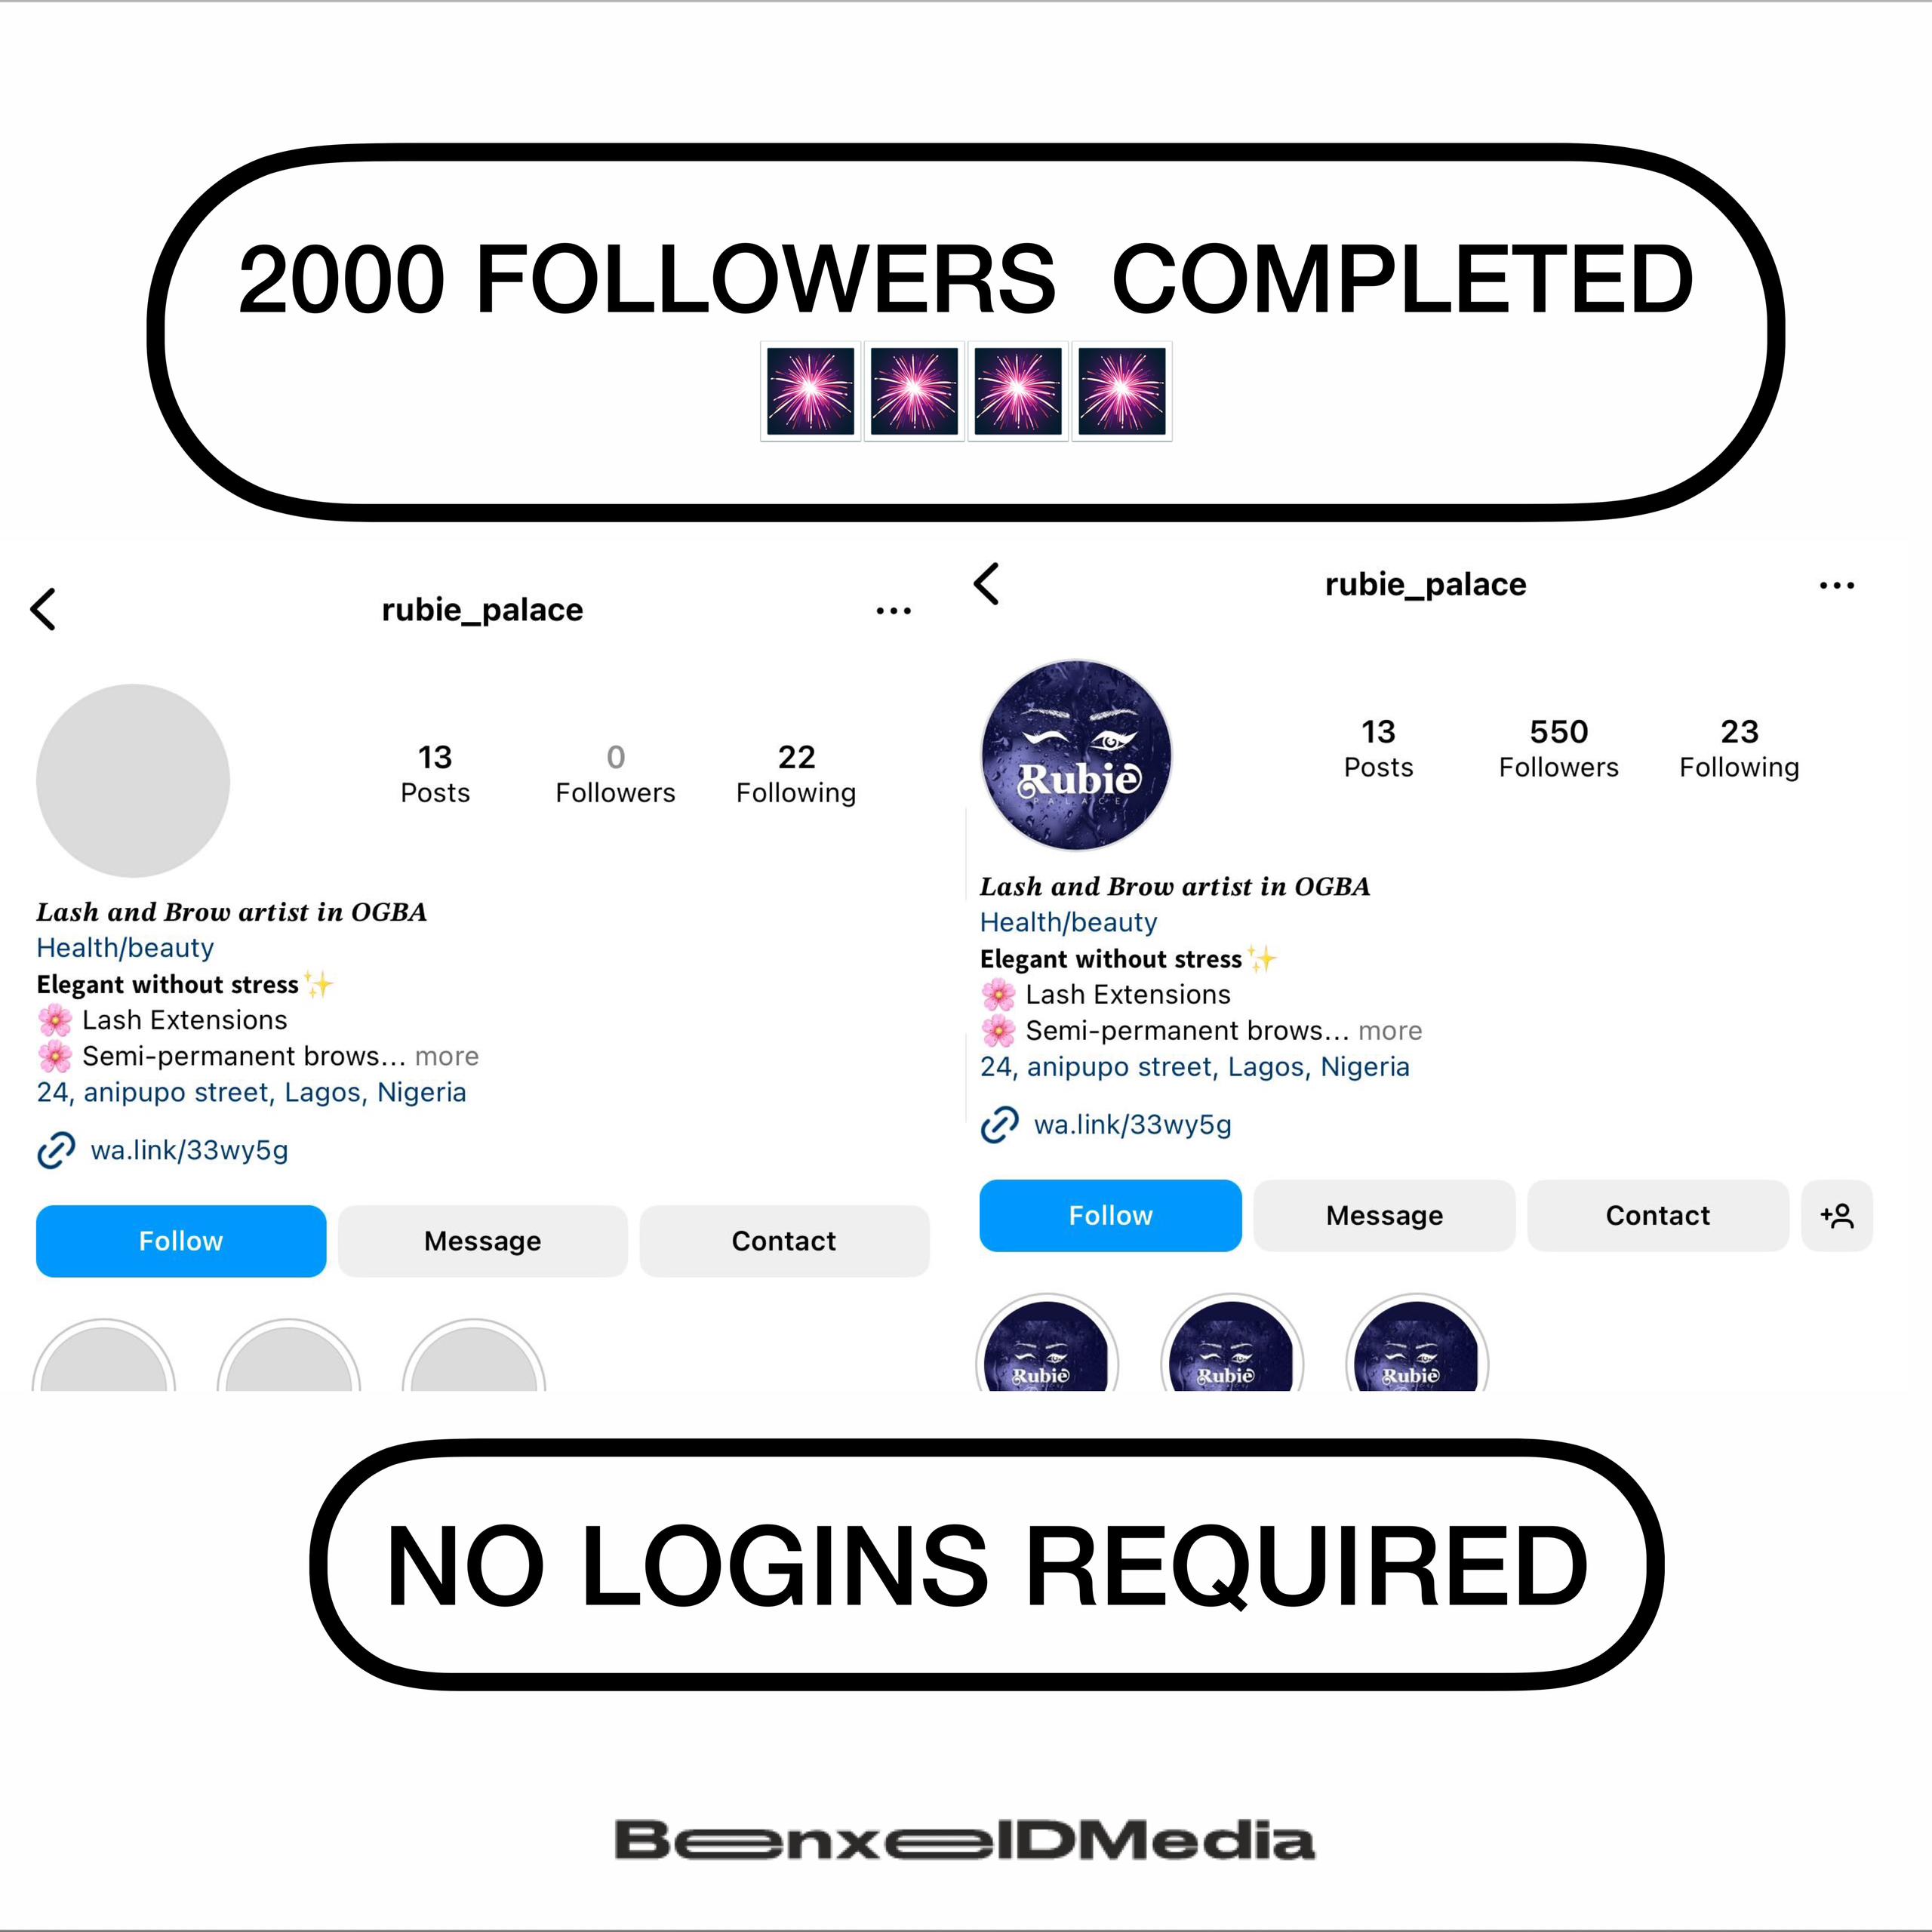 2000 FOLLOWERS COMPLETED
🎆🎆🎆🎆
rubie_palace
13
Posts
0
Followers
22
Following
Lash and Brow artist in OGBA
Health/beauty
Elegant without stress✨
🌸 Lash Extensions
🌸 Semi-permanent brows... more
24, anipupo street, Lagos, Nigeria
wa.link/33wy5g
Follow
Message
Contact
rubie_palace
Rubie
PALACE
13
Posts
550
Followers
23
Following
Lash and Brow artist in OGBA
Health/beauty
Elegant without stress✨
🌸 Lash Extensions
🌸 Semi-permanent brows... more
24, anipupo street, Lagos, Nigeria
wa.link/33wy5g
Follow
Message
Contact
Rubie
Rubie
Rubie
NO LOGINS REQUIRED
BenxeIDMedia